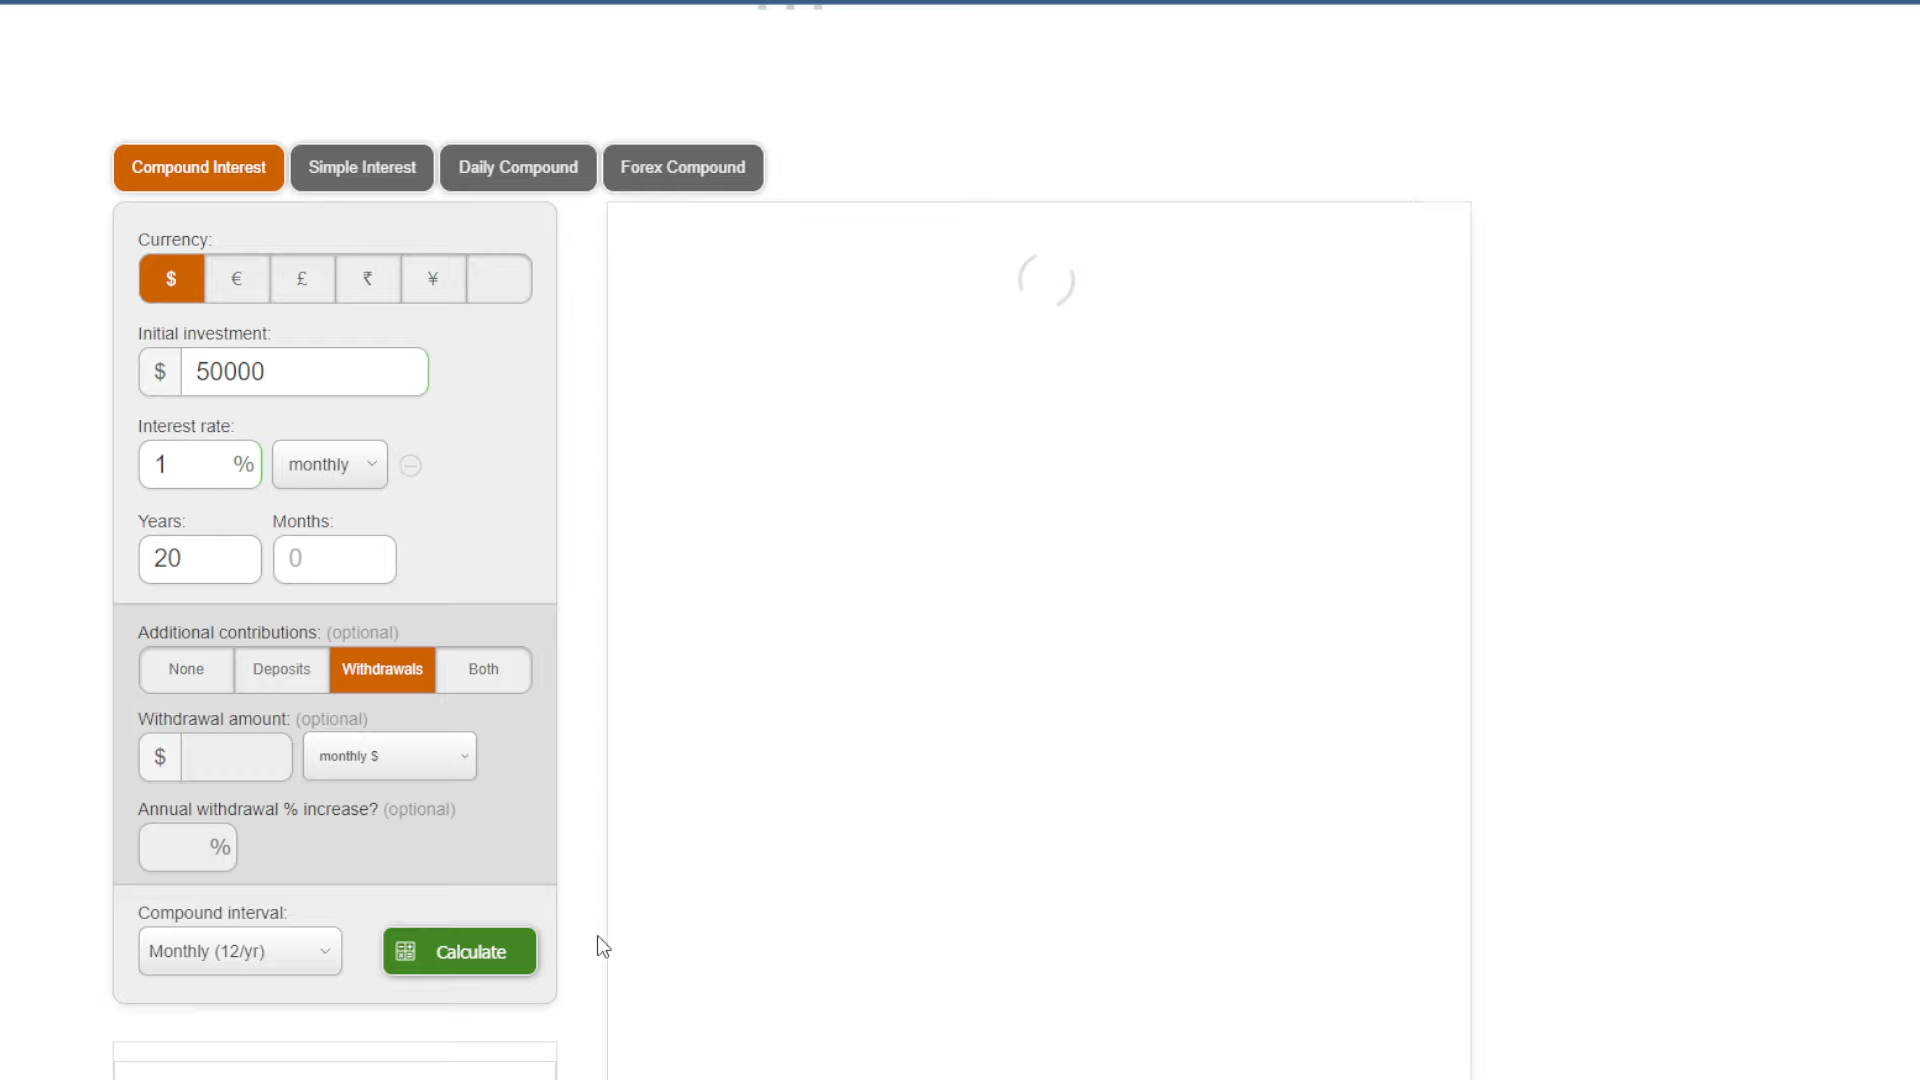 Compound Interest Simple Interest Daily Compound Forex Compound
Currency:
$ € £ ₹ ¥
Initial investment:
$ 50000
Interest rate:
1 % monthly
Years: Months:
20 0
Additional contributions: (optional)
None Deposits Withdrawals Both
Withdrawal amount: (optional)
$ monthly $
Annual withdrawal % increase? (optional)
%
Compound interval:
Monthly (12/yr) Calculate